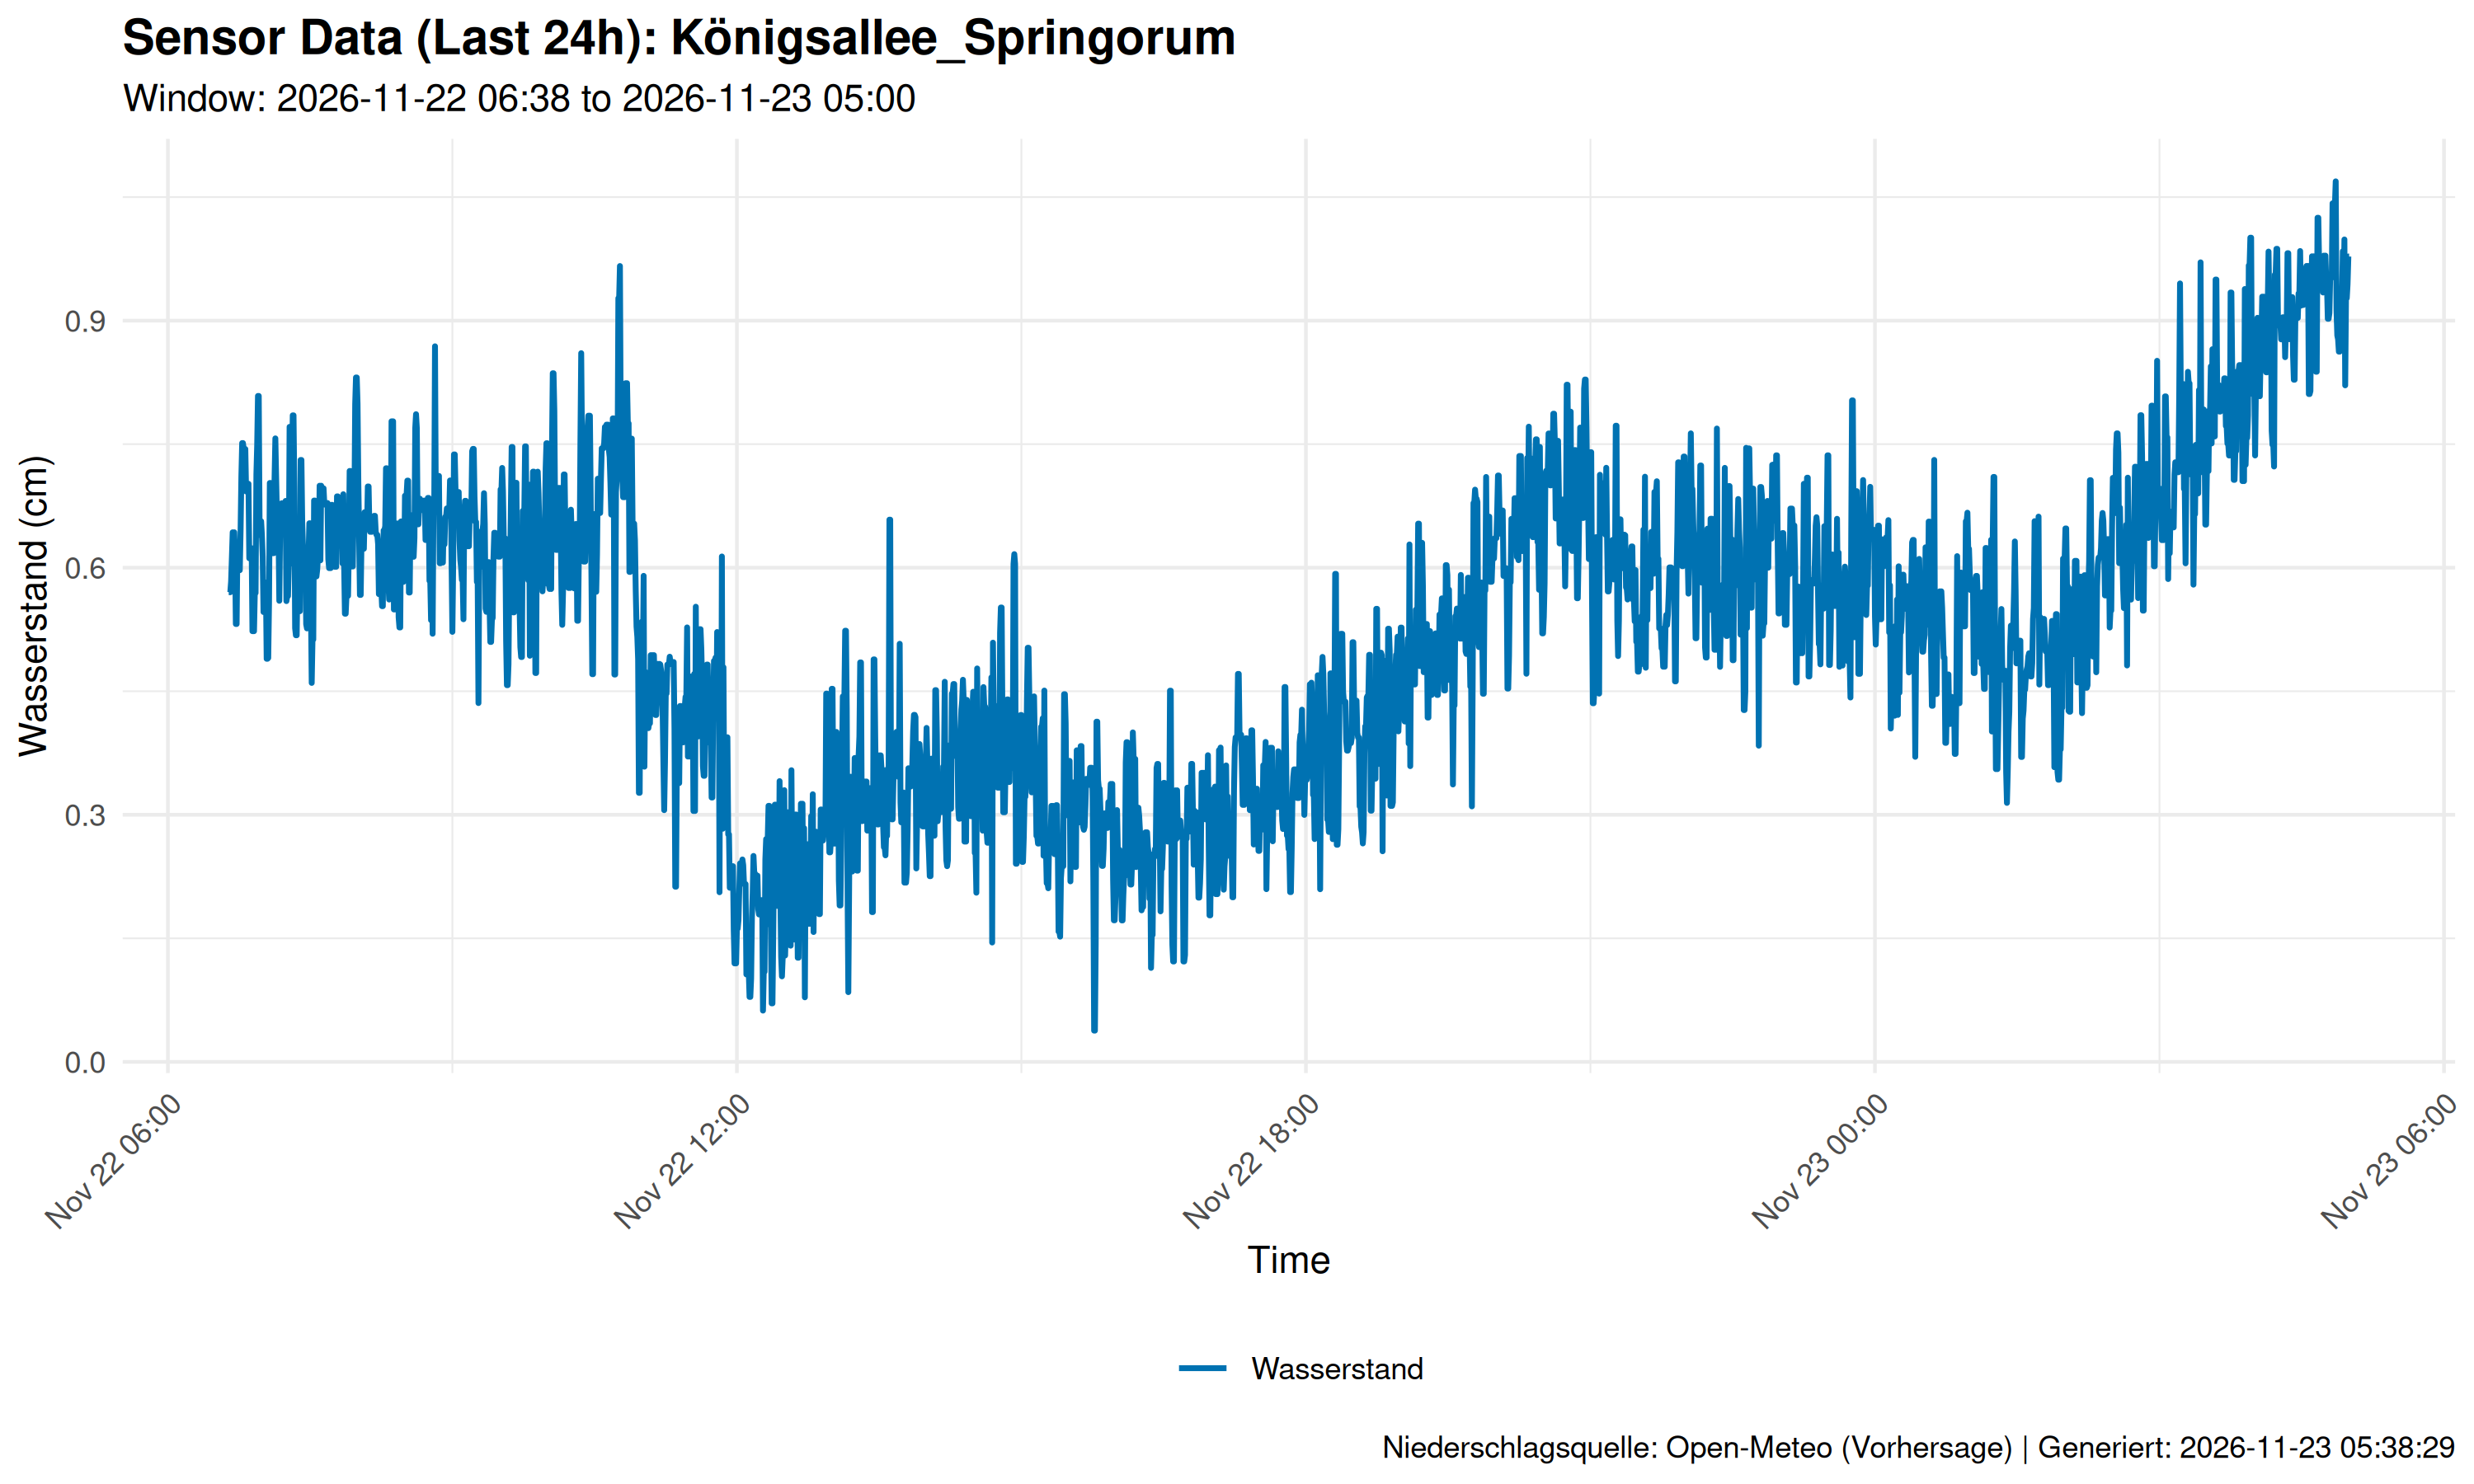 Sensor Data (Last 24h): Königsallee_Springorum
Window: 2026-11-22 06:38 to 2026-11-23 05:00
Wasserstand (cm)
0.9
0.6
0.3
0.0
Nov 22 06:00
Nov 22 12:00
Nov 22 18:00
Nov 23 00:00
Nov 23 06:00
Time
Wasserstand
Niederschlagsquelle: Open-Meteo (Vorhersage) | Generiert: 2026-11-23 05:38:29